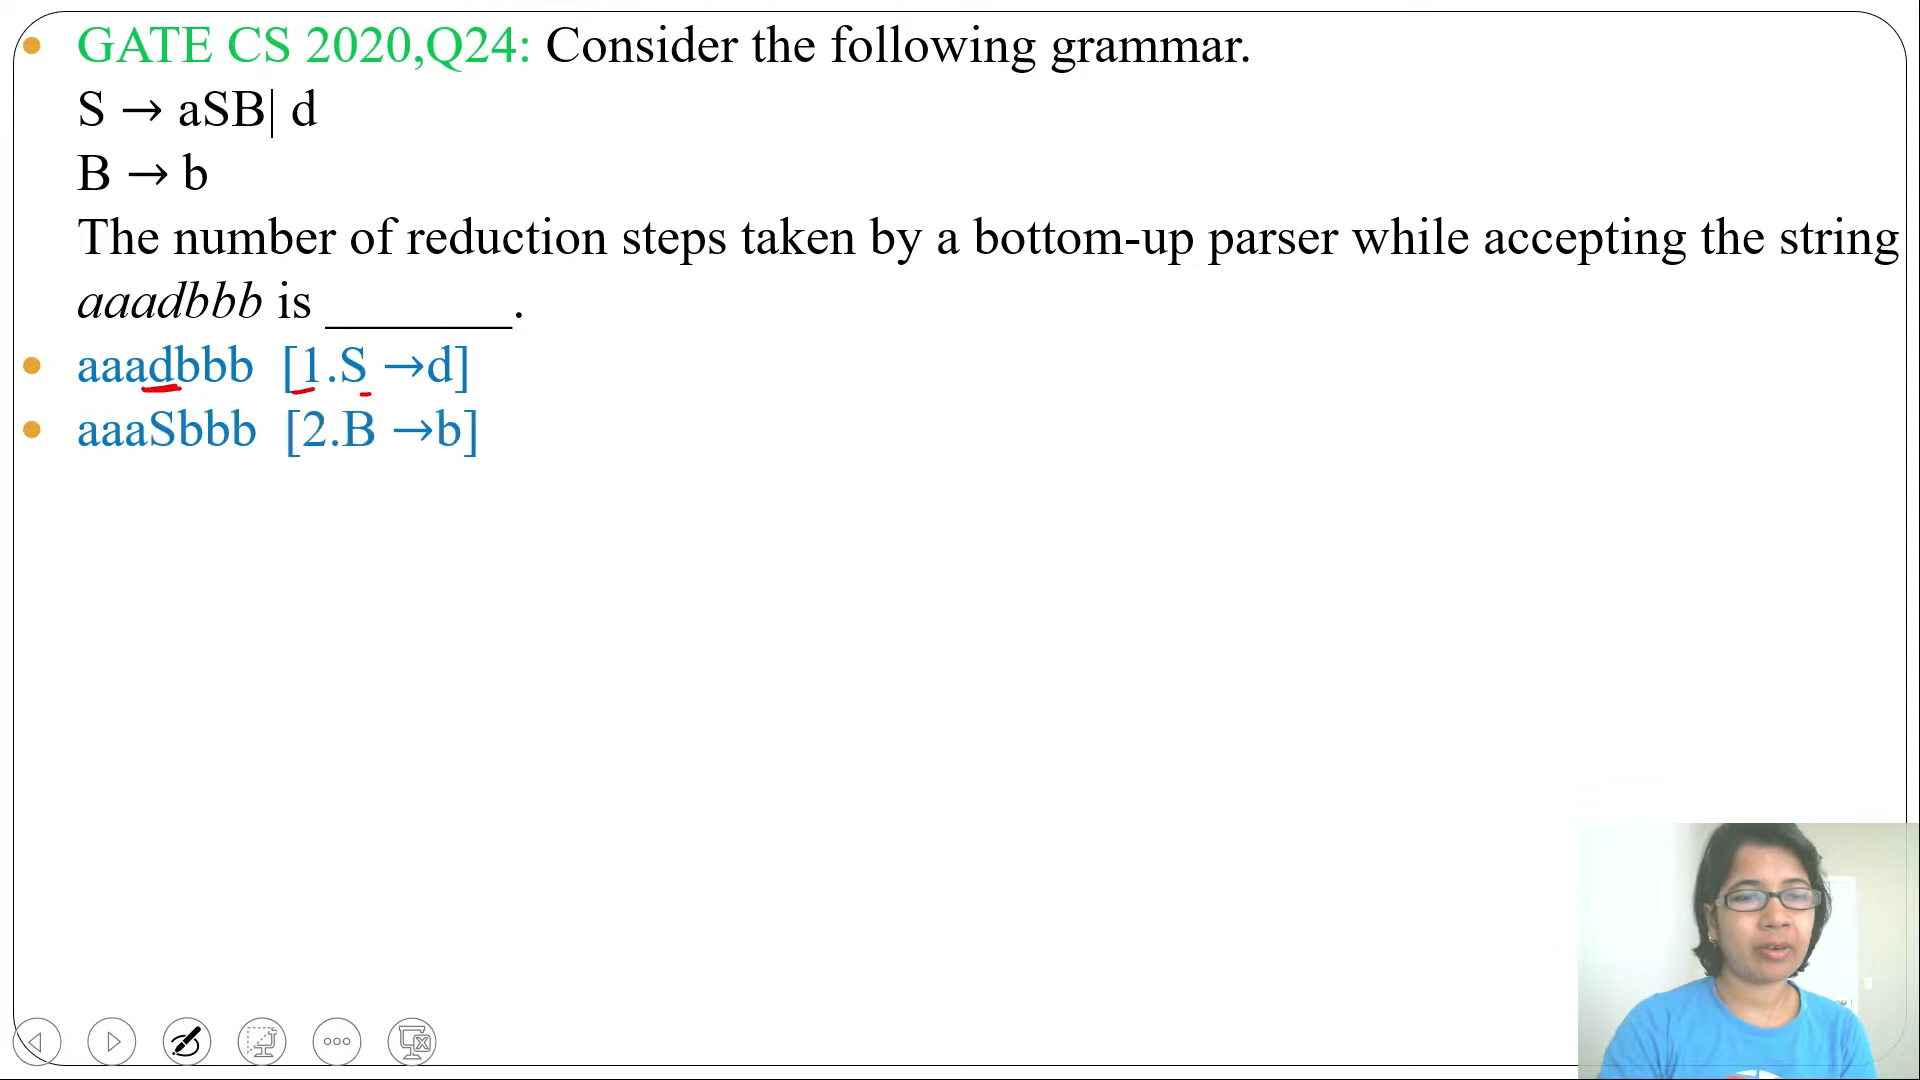 GATE CS 2020,Q24: Consider the following grammar.
S → aSB| d
B → b
The number of reduction steps taken by a bottom-up parser while accepting the string
aaadbbb is _______.
aaadbbb [1.S →d]
aaaSbbb [2.B →b]